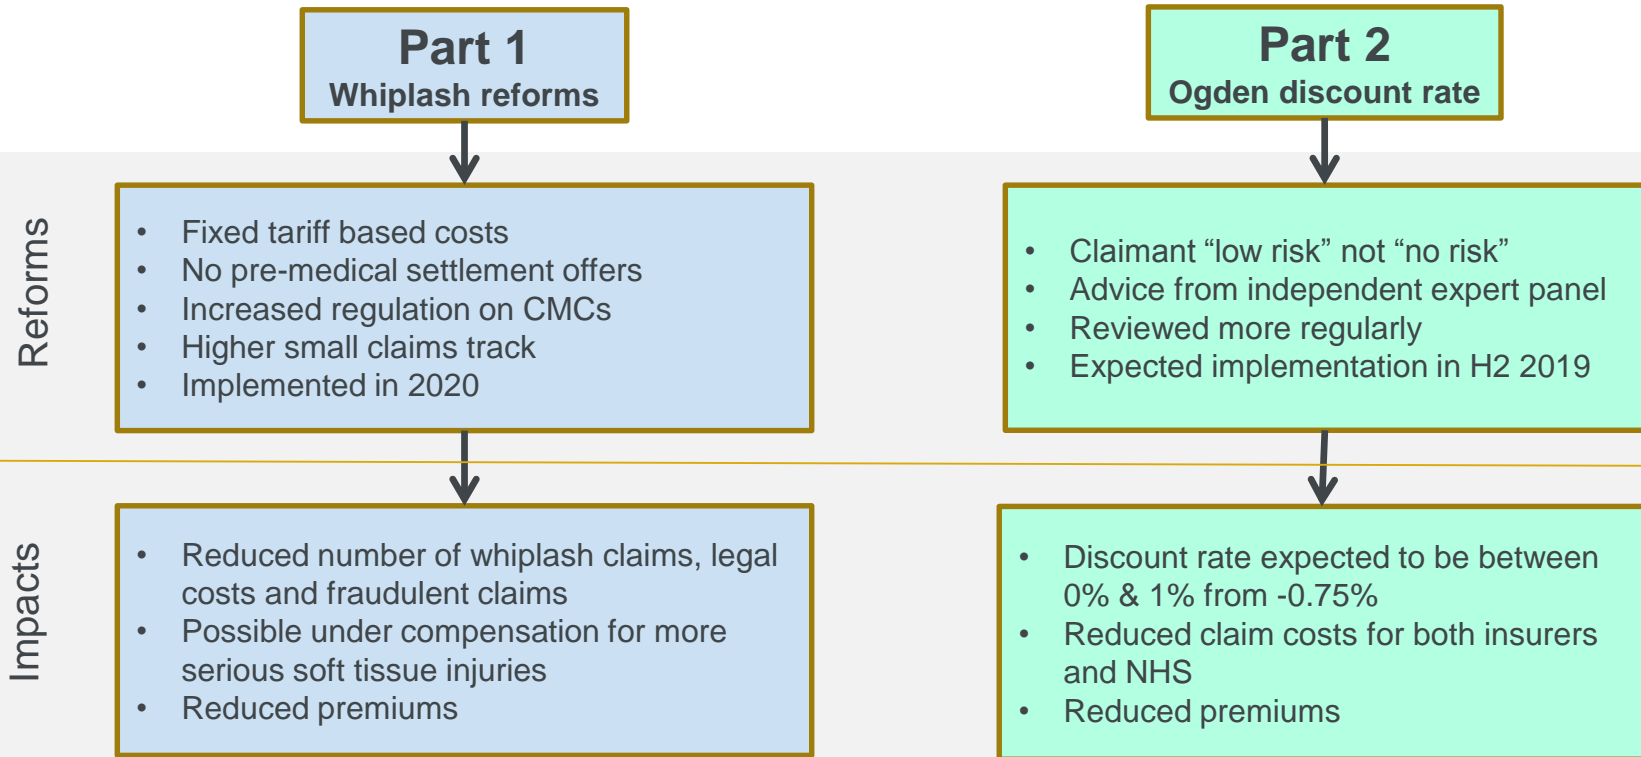 Part 1
Whiplash reforms
Part 2
Ogden discount rate
Reforms
• Fixed tariff based costs
• No pre-medical settlement offers
• Increased regulation on CMCs
• Higher small claims track
• Implemented in 2020
• Claimant “low risk” not “no risk”
• Advice from independent expert panel
• Reviewed more regularly
• Expected implementation in H2 2019
Impacts
• Reduced number of whiplash claims, legal
costs and fraudulent claims
• Possible under compensation for more
serious soft tissue injuries
• Reduced premiums
• Discount rate expected to be between
0% & 1% from -0.75%
• Reduced claim costs for both insurers
and NHS
• Reduced premiums